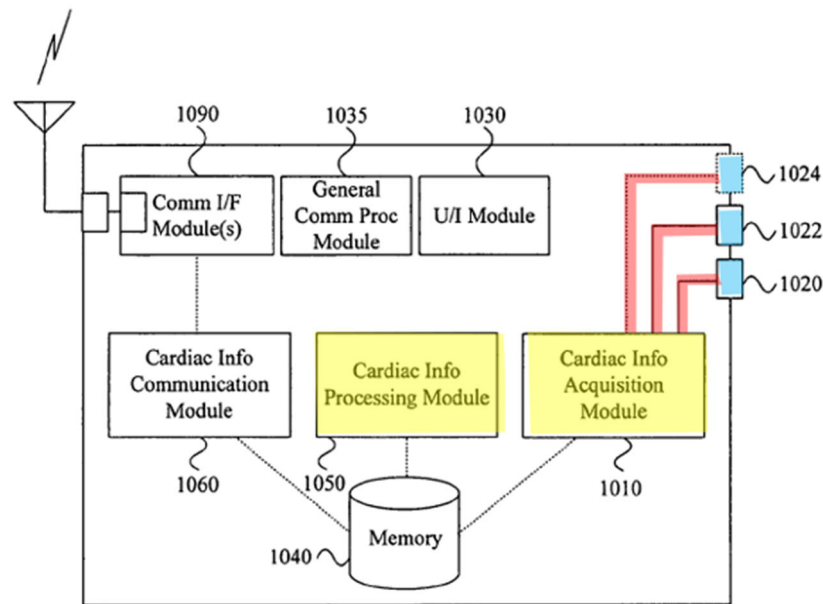 1090
1035
1030
Comm I/F
Module(s)
General
Comm Proc
Module
U/I Module
1024
1022
1020
Cardiac Info
Communication
Module
Cardiac Info
Processing Module
Cardiac Info
Acquisition
Module
1060
1050
1010
Memory
1040